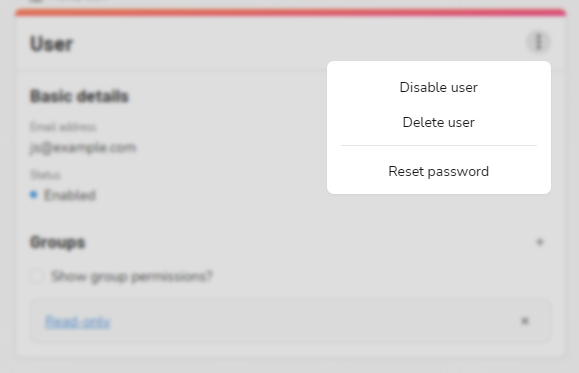 User
Disable user
Delete user
Reset password
Basic details
Email address
js@example.com
Status
Enabled
Groups
+
Show group permissions?
Read-only
×